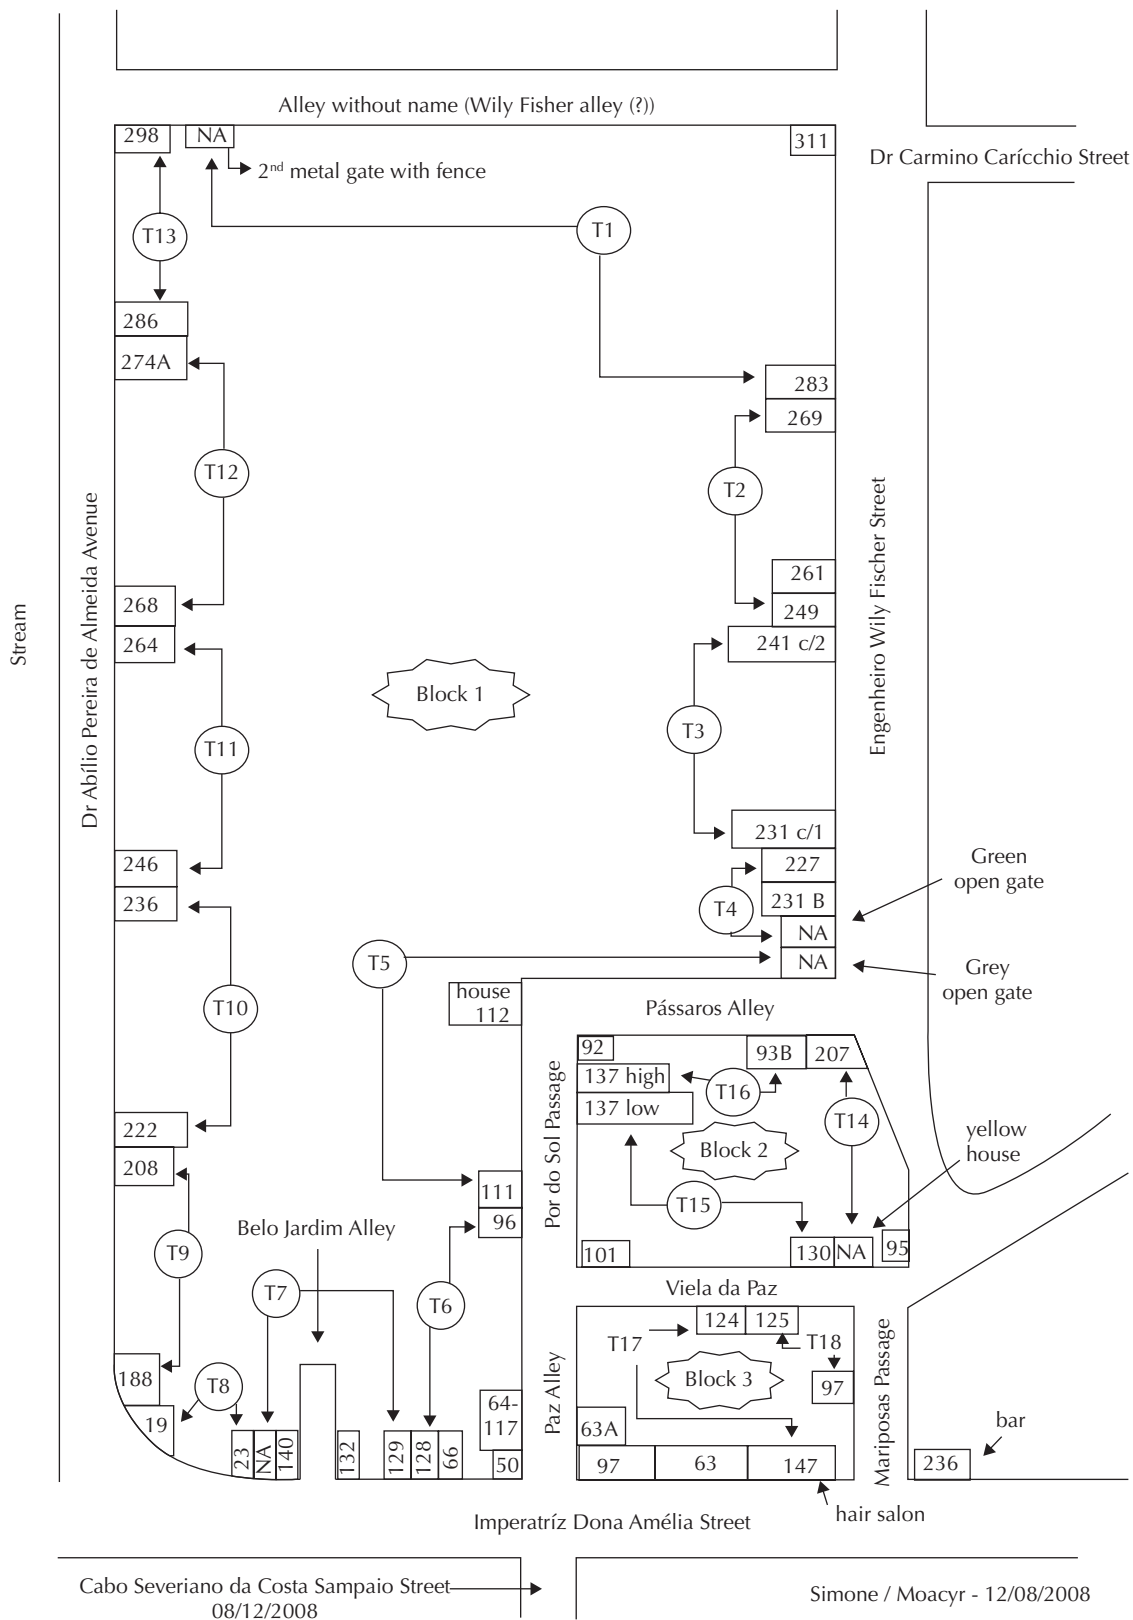 Alley without name (Wily Fisher alley (?))
298
NA
311
2nd metal gate with fence
Dr Carmino Carícchio Street
T13
T1
286
274A
283
269
T12
T2
Stream
Dr Abílio Pereira de Almeida Avenue
Engenheiro Wily Fischer Street
261
268
249
264
241 c/2
Block 1
T11
T3
231 c/1
246
227
Green
open gate
236
231 B
T4
NA
T5
NA
Grey
open gate
house
112
T10
Pássaros Alley
92
93B
207
137 high
T16
137 low
T14
Por do Sol Passage
222
Block 2
yellow
house
208
111
T15
96
Belo Jardim Alley
T9
101
130
NA
95
T7
T6
Viela da Paz
124
125
T17
T18
188
T8
Paz Alley
Block 3
97
Mariposas Passage
19
64-
117
63A
bar
23
NA
140
132
129
128
66
50
97
63
147
236
hair salon
Imperatríz Dona Amélia Street
Cabo Severiano da Costa Sampaio Street
08/12/2008
Simone / Moacyr - 12/08/2008